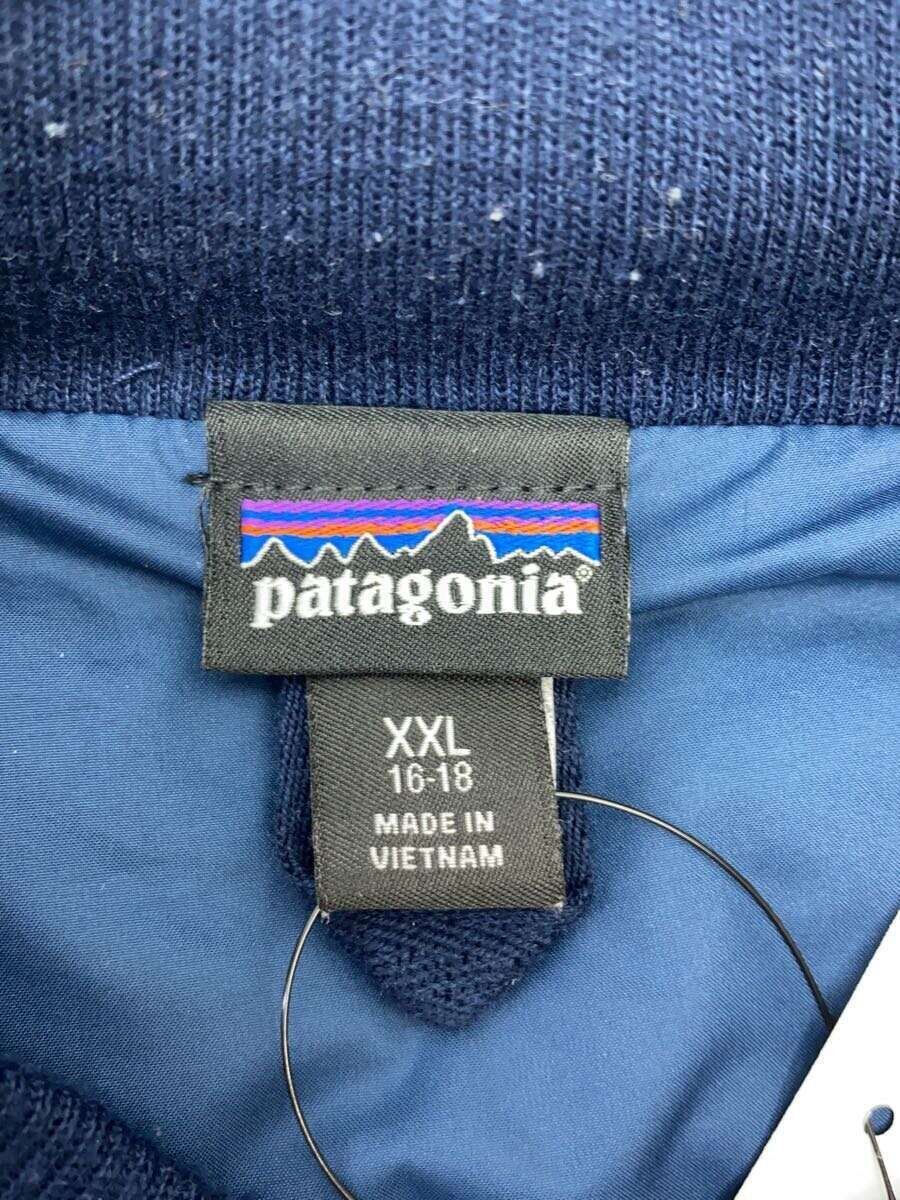 patagonia®
XXL
16-18
MADE IN
VIETNAM